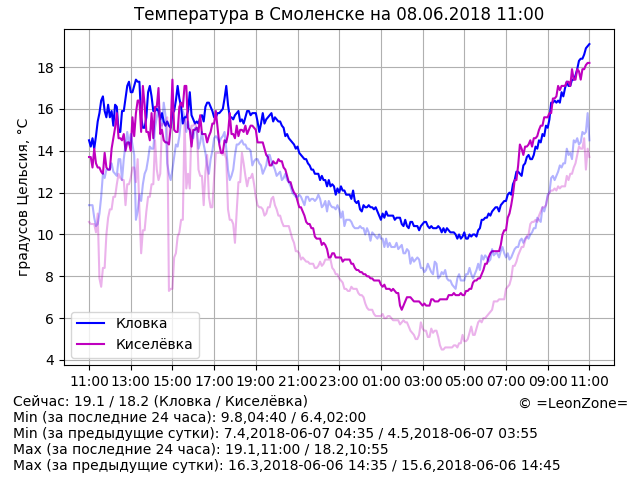 Температура в Смоленске на 08.06.2018 11:00
градусов Цельсия, °C
18
16
14
12
10
8
6
4
Кловка
Киселёвка
11:00 13:00 15:00 17:00 19:00 21:00 23:00 01:00 03:00 05:00 07:00 09:00 11:00
Сейчас: 19.1 / 18.2 (Кловка / Киселёвка)
© =LeonZone=
Min (за последние 24 часа): 9.8,04:40 / 6.4,02:00
Min (за предыдущие сутки): 7.4,2018-06-07 04:35 / 4.5,2018-06-07 03:55
Max (за последние 24 часа): 19.1,11:00 / 18.2,10:55
Max (за предыдущие сутки): 16.3,2018-06-06 14:35 / 15.6,2018-06-06 14:45